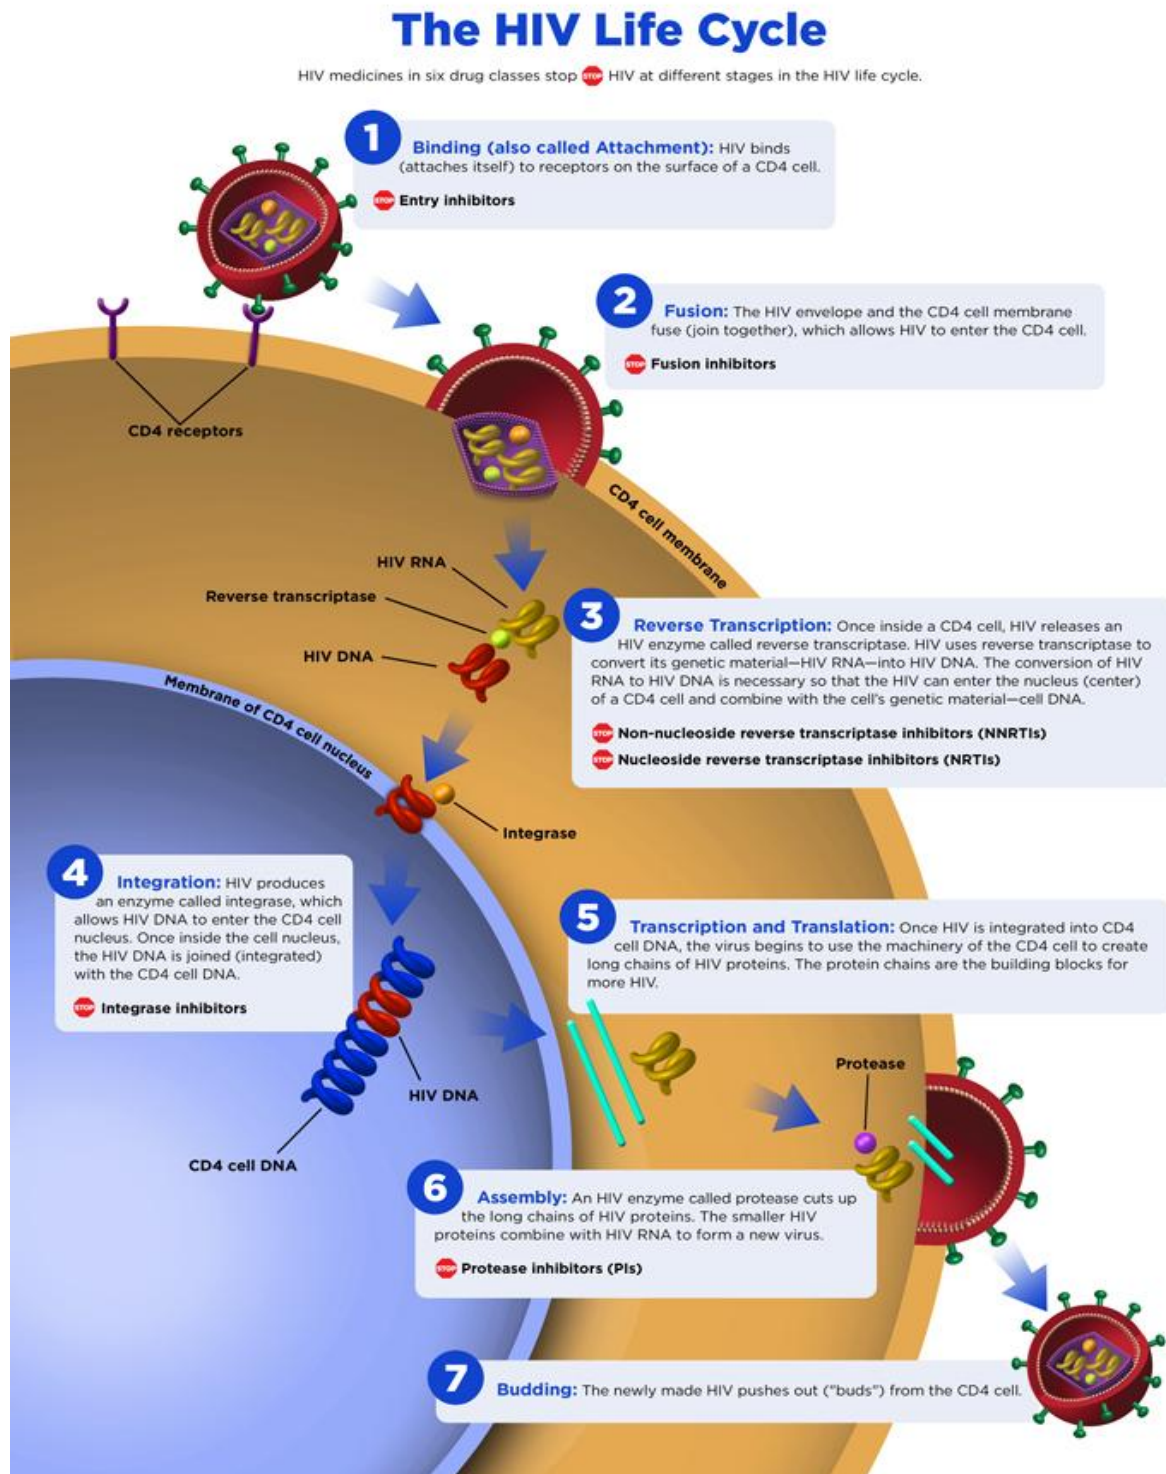 The HIV Life Cycle
HIV medicines in six drug classes stop STOP HIV at different stages in the HIV life cycle.
1
Binding (also called Attachment): HIV binds
(attaches itself) to receptors on the surface of a CD4 cell.
STOP Entry inhibitors
2
Fusion: The HIV envelope and the CD4 cell membrane
fuse (join together), which allows HIV to enter the CD4 cell.
STOP Fusion inhibitors
CD4 receptors
CD4 cell membrane
HIV RNA
Reverse transcriptase
HIV DNA
3
Reverse Transcription: Once inside a CD4 cell, HIV releases an
HIV enzyme called reverse transcriptase. HIV uses reverse transcriptase to
convert its genetic material—HIV RNA—into HIV DNA. The conversion of HIV
RNA to HIV DNA is necessary so that the HIV can enter the nucleus (center)
of a CD4 cell and combine with the cell's genetic material—cell DNA.
STOP Non-nucleoside reverse transcriptase inhibitors (NNRTIs)
STOP Nucleoside reverse transcriptase inhibitors (NRTIs)
Membrane of CD4 cell nucleus
Integrase
4
Integration: HIV produces
an enzyme called integrase, which
allows HIV DNA to enter the CD4 cell
nucleus. Once inside the cell nucleus,
the HIV DNA is joined (integrated)
with the CD4 cell DNA.
STOP Integrase inhibitors
5
Transcription and Translation: Once HIV is integrated into CD4
cell DNA, the virus begins to use the machinery of the CD4 cell to create
long chains of HIV proteins. The protein chains are the building blocks for
more HIV.
HIV DNA
CD4 cell DNA
Protease
6
Assembly: An HIV enzyme called protease cuts up
the long chains of HIV proteins. The smaller HIV
proteins combine with HIV RNA to form a new virus.
STOP Protease inhibitors (PIs)
7
Budding: The newly made HIV pushes out ("buds") from the CD4 cell.